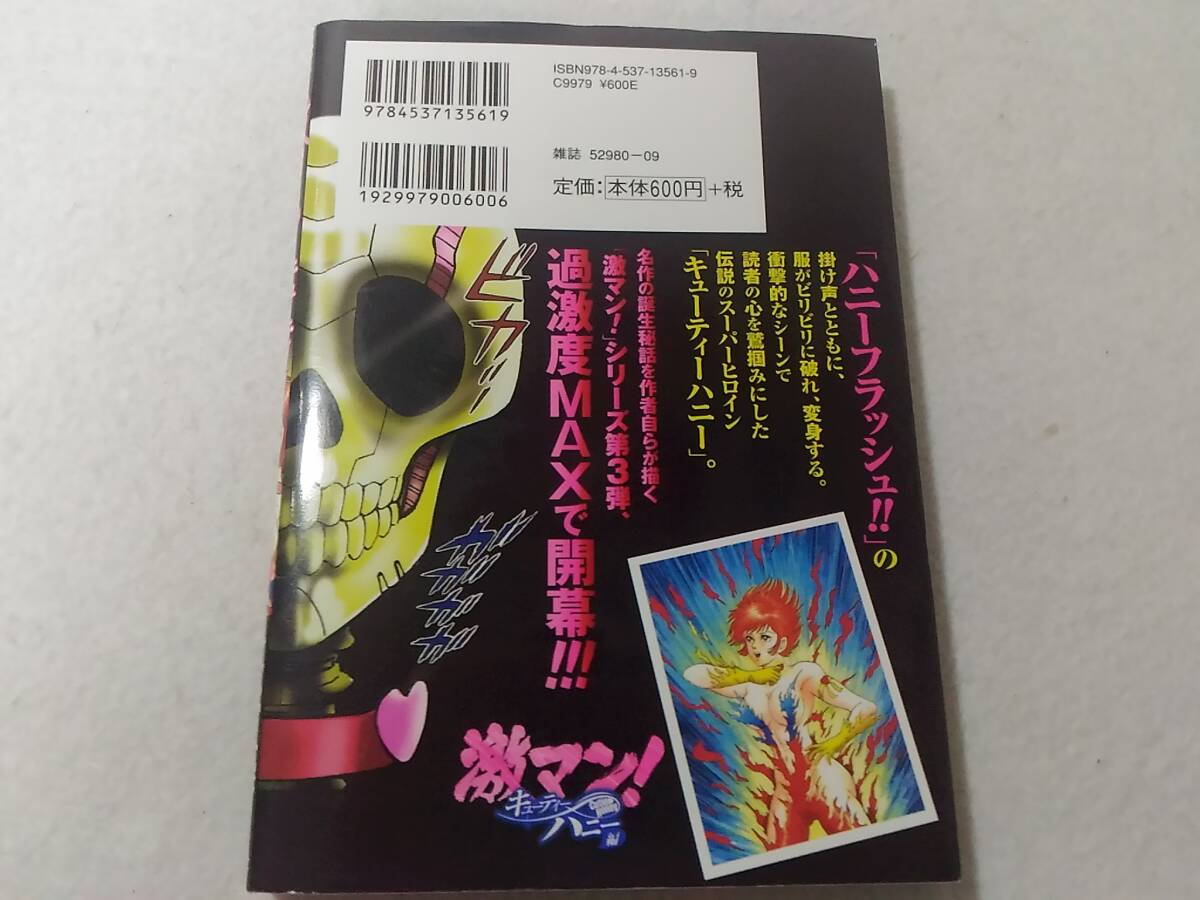 ISBN978-4-537-13561-9
C9979 ¥600E
9784537135619
雑誌 52980-09
定価：本体600円+税
1929979006006
「ハニーフラッシュ!!」の
掛け声とともに、
服がビリビリに破れ、変身する。
衝撃的なシーンで
読者の心を鷲掴みにした
伝説のスーパーヒロイン
「キューティーハニー」。
名作の誕生秘話を作者自らが描く
「激マン！」シリーズ第3弾、
過激度MAXで開幕!!!
ビカッ
ガガガガ
激マン！
キューティー
ハニー
編